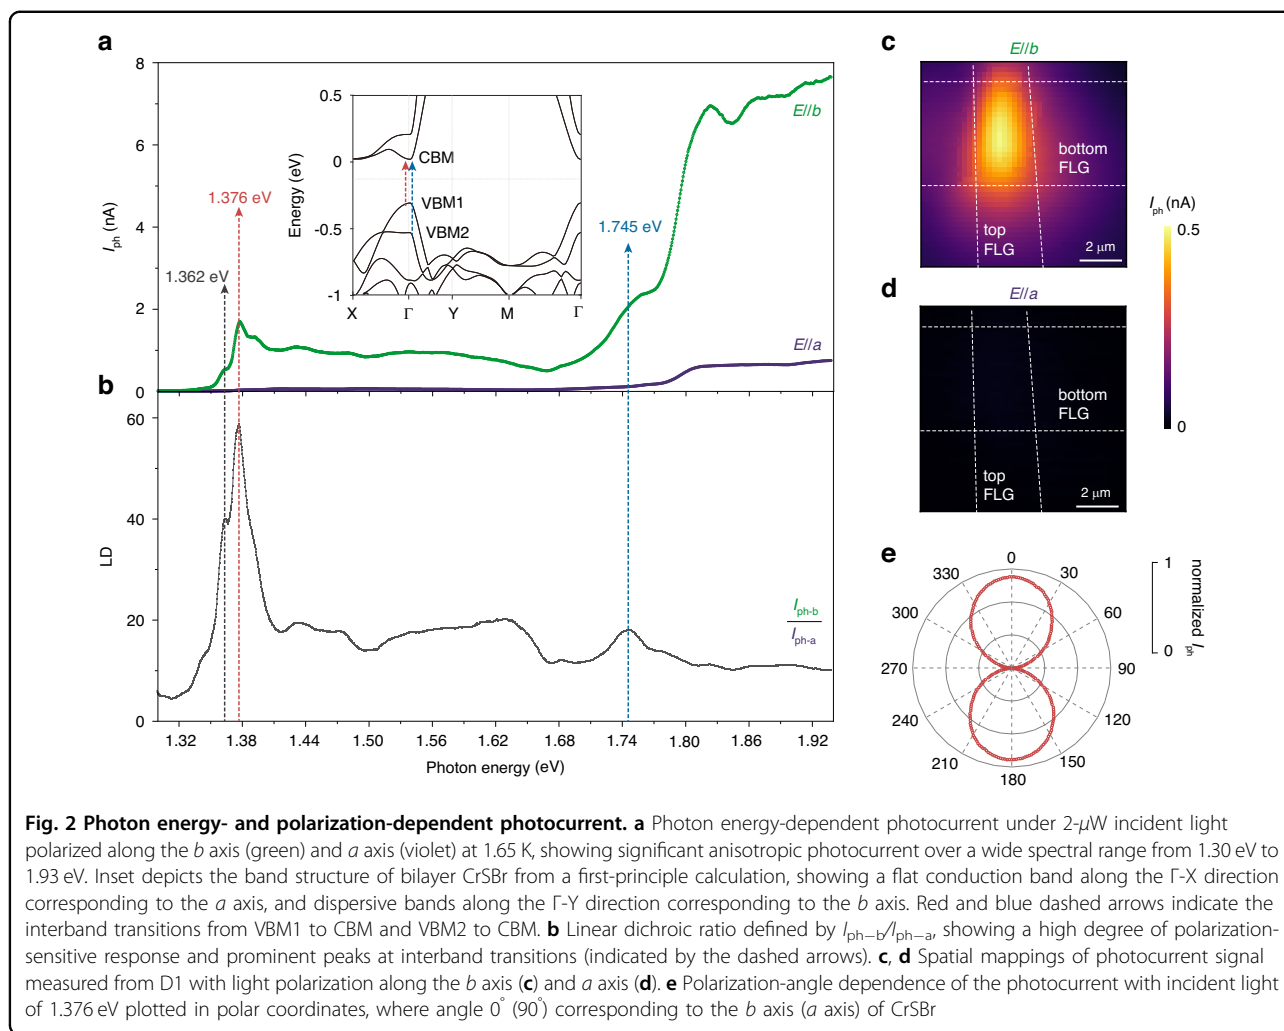 a
8
6
4
2
0
I_ph (nA)
E//b
E//a
1.362 eV
1.376 eV
1.745 eV
0.5
0
-0.5
-1
Energy (eV)
CBM
VBM1
VBM2
X Γ Y M Γ
b
60
40
20
0
LD
I_ph-b
I_ph-a
1.32 1.38 1.44 1.50 1.56 1.62 1.68 1.74 1.80 1.86 1.92
Photon energy (eV)
c
E//b
bottom
FLG
top
FLG
2 μm
I_ph (nA)
0.5
0
d
E//a
bottom
FLG
top
FLG
2 μm
e
0
30
60
90
120
150
180
210
240
270
300
330
1
0
normalized I_ph
Fig. 2 Photon energy- and polarization-dependent photocurrent. a Photon energy-dependent photocurrent under 2-μW incident light
polarized along the b axis (green) and a axis (violet) at 1.65 K, showing significant anisotropic photocurrent over a wide spectral range from 1.30 eV to
1.93 eV. Inset depicts the band structure of bilayer CrSBr from a first-principle calculation, showing a flat conduction band along the Γ-X direction
corresponding to the a axis, and dispersive bands along the Γ-Y direction corresponding to the b axis. Red and blue dashed arrows indicate the
interband transitions from VBM1 to CBM and VBM2 to CBM. b Linear dichroic ratio defined by I_ph−b/I_ph−a, showing a high degree of polarization-
sensitive response and prominent peaks at interband transitions (indicated by the dashed arrows). c, d Spatial mappings of photocurrent signal
measured from D1 with light polarization along the b axis (c) and a axis (d). e Polarization-angle dependence of the photocurrent with incident light
of 1.376 eV plotted in polar coordinates, where angle 0° (90°) corresponding to the b axis (a axis) of CrSBr